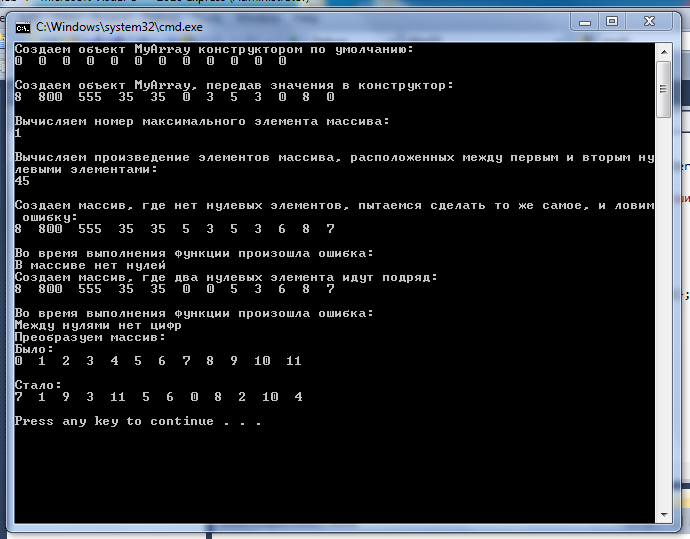 C:\Windows\system32\cmd.exe
Создаем объект MyArray конструктором по умолчанию:
0 0 0 0 0 0 0 0 0 0 0 0
Создаем объект MyArray, передав значения в конструктор:
8 800 555 35 35 0 3 5 3 0 8 0
Вычисляем номер максимального элемента массива:
1
Вычисляем произведение элементов массива, расположенных между первым и вторым ну
левыми элементами:
45
Создаем массив, где нет нулевых элементов, пытаемся сделать то же самое, и ловим
ошибку:
8 800 555 35 35 5 3 5 3 6 8 7
Во время выполнения функции произошла ошибка:
В массиве нет нулей
Создаем массив, где два нулевых элемента идут подряд:
8 800 555 35 35 0 0 5 3 6 8 7
Во время выполнения функции произошла ошибка:
Между нулями нет цифр
Преобразуем массив:
Было:
0 1 2 3 4 5 6 7 8 9 10 11
Стало:
7 1 9 3 11 5 6 0 8 2 10 4
Press any key to continue . . .